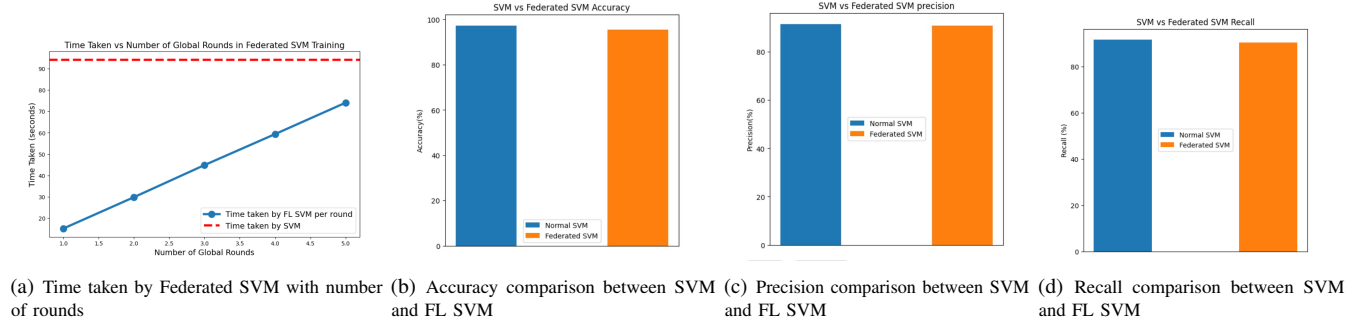 Time Taken vs Number of Global Rounds in Federated SVM Training
Time Taken (seconds)
90
80
70
60
50
40
30
20
Time taken by FL SVM per round
Time taken by SVM
1.0 1.5 2.0 2.5 3.0 3.5 4.0 4.5 5.0
Number of Global Rounds
SVM vs Federated SVM Accuracy
Accuracy(%)
100
80
60
40
20
0
Normal SVM
Federated SVM
SVM vs Federated SVM precision
Precision(%)
80
60
40
20
0
Normal SVM
Federated SVM
SVM vs Federated SVM Recall
Recall (%)
80
60
40
20
0
Normal SVM
Federated SVM
(a) Time taken by Federated SVM with number
of rounds
(b) Accuracy comparison between SVM
and FL SVM
(c) Precision comparison between SVM
and FL SVM
(d) Recall comparison between SVM
and FL SVM